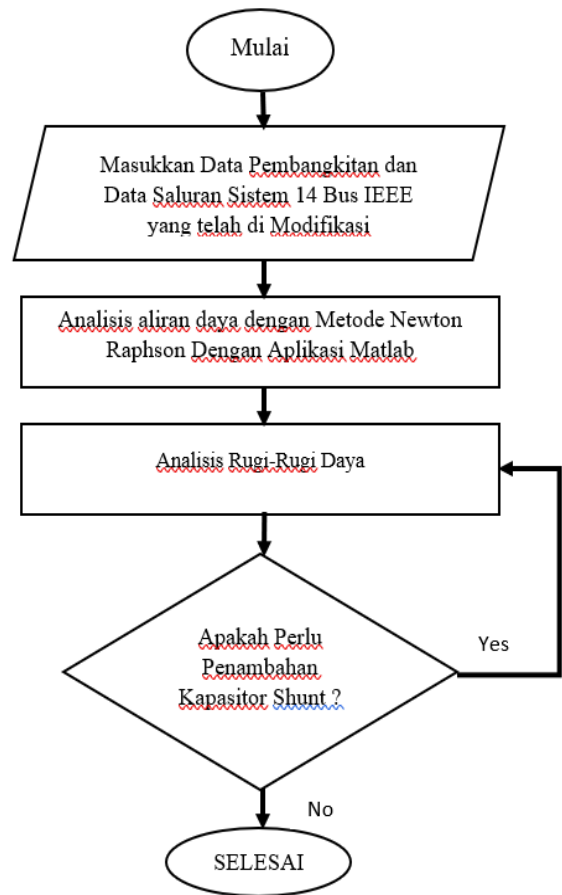 Mulai
Masukkan Data Pembangkitan dan
Data Saluran Sistem 14 Bus IEEE
yang telah di Modifikasi
Analisis aliran daya dengan Metode Newton
Raphson Dengan Aplikasi Matlab
Analisis Rugi-Rugi Daya
Apakah Perlu
Penambahan
Kapasitor Shunt ?
Yes
No
SELESAI